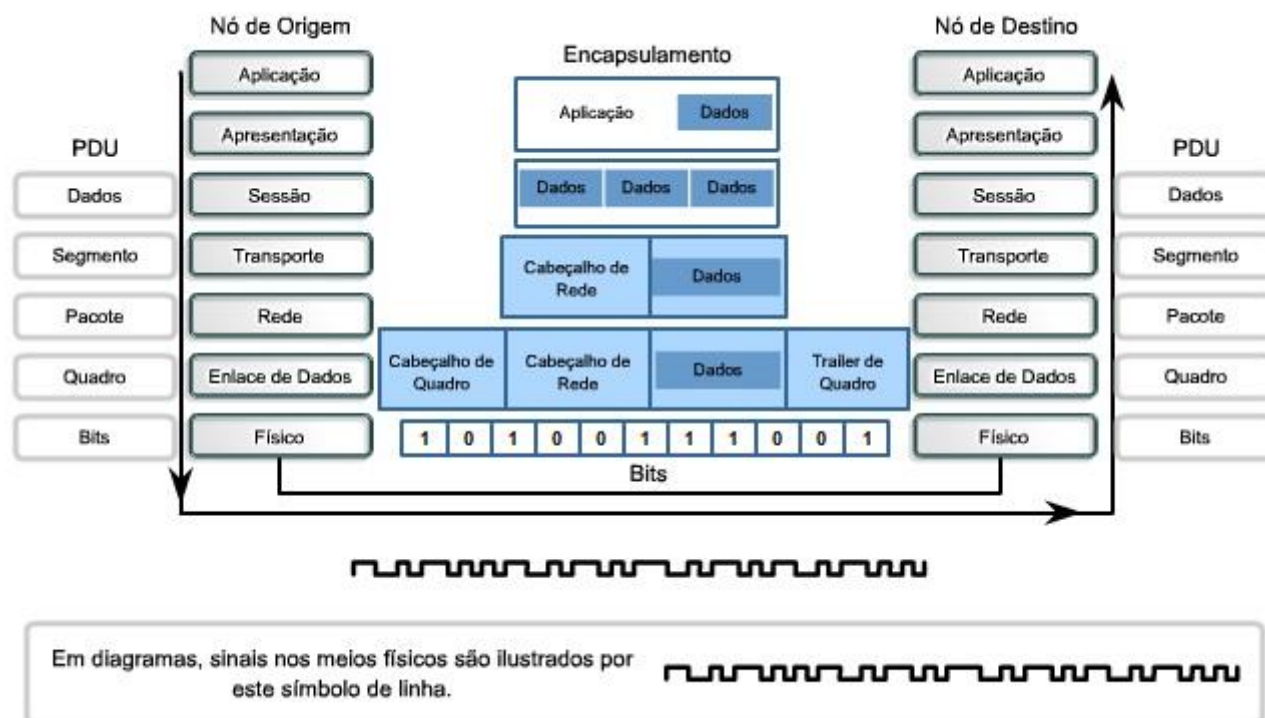 Nó de Origem
Nó de Destino
Encapsulamento
PDU
Dados
Segmento
Pacote
Quadro
Bits
Aplicação
Apresentação
Sessão
Transporte
Rede
Enlace de Dados
Físico
Aplicação Dados
Dados Dados Dados
Cabeçalho de
Rede
Dados
Cabeçalho de
Quadro
Cabeçalho de
Rede
Dados
Trailer de
Quadro
1 0 1 0 0 1 1 1 0 0 1
Bits
Aplicação
Apresentação
Sessão
Transporte
Rede
Enlace de Dados
Físico
PDU
Dados
Segmento
Pacote
Quadro
Bits
Em diagramas, sinais nos meios físicos são ilustrados por
este símbolo de linha.